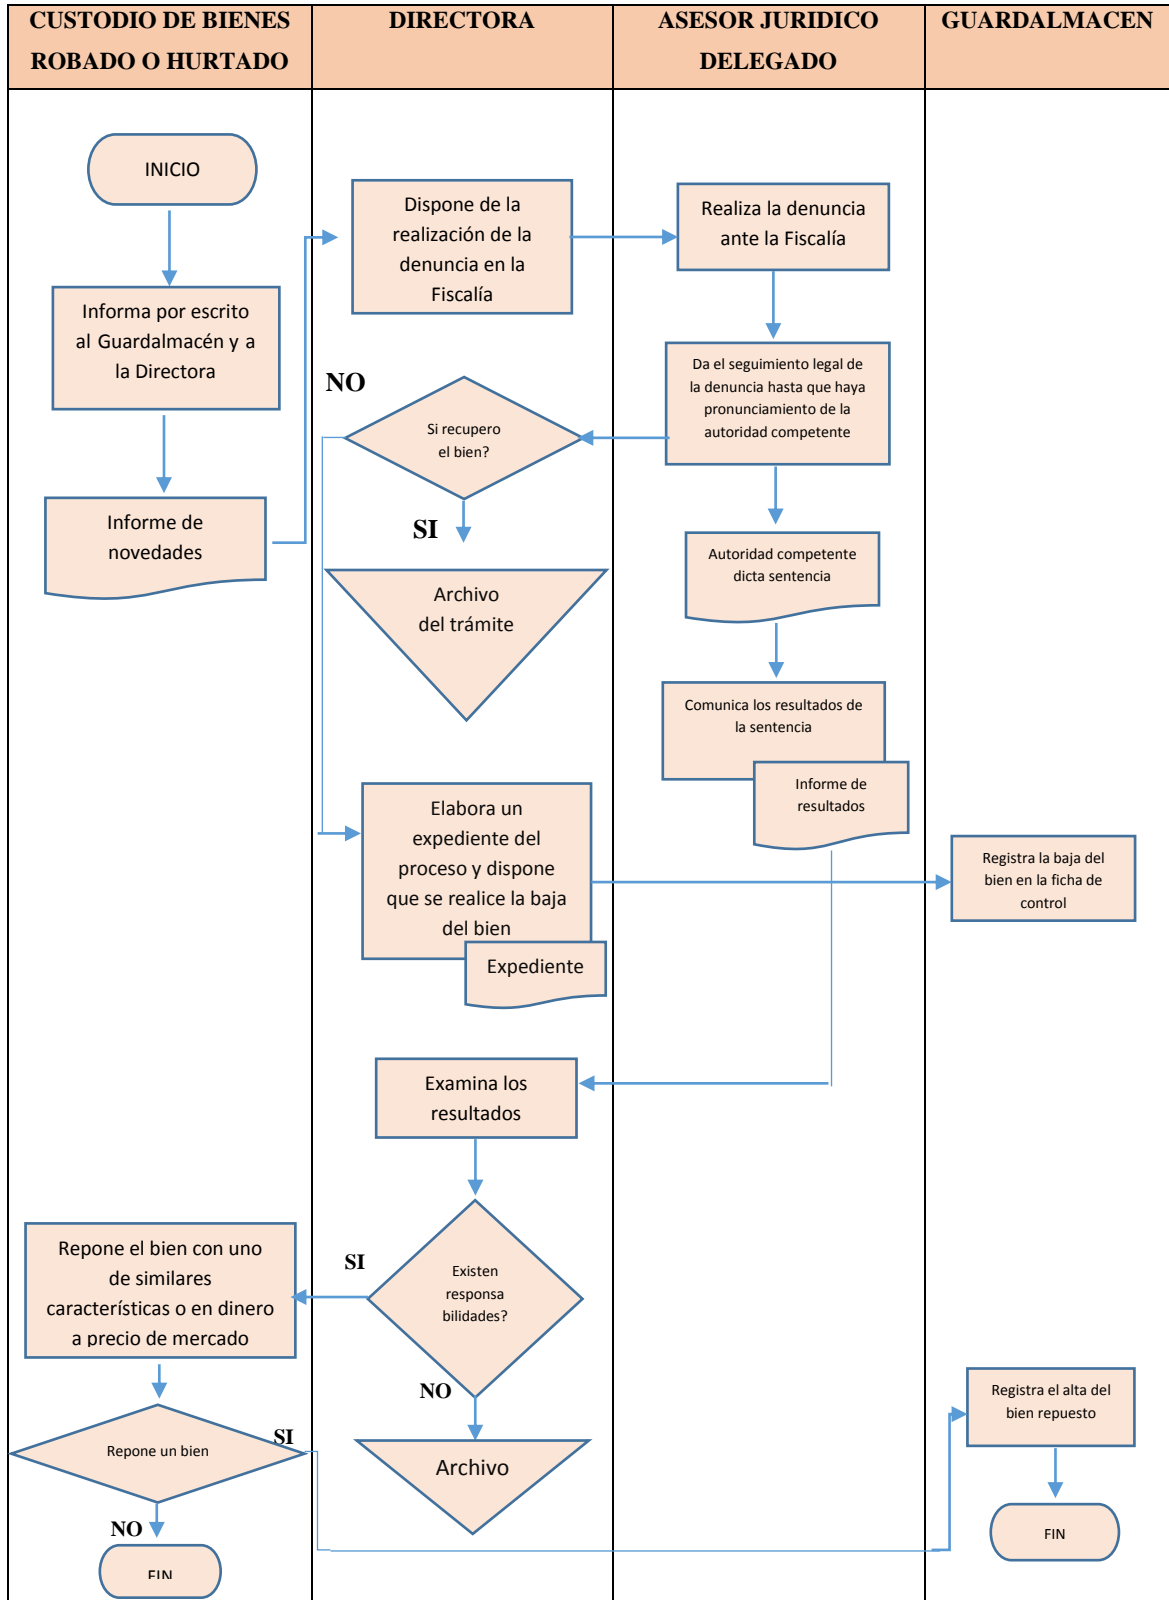 CUSTODIO DE BIENES
ROBADO O HURTADO
DIRECTORA
ASESOR JURIDICO
DELEGADO
GUARDALMACEN
INICIO
Informa por escrito
al Guardalmacén y a
la Directora
Informe de
novedades
Dispone de la
realización de la
denuncia en la
Fiscalía
Realiza la denuncia
ante la Fiscalía
Da el seguimiento legal de
la denuncia hasta que haya
pronunciamiento de la
autoridad competente
NO
Si recupero
el bien?
SI
Archivo
del trámite
Autoridad competente
dicta sentencia
Comunica los resultados de
la sentencia
Informe de
resultados
Elabora un
expediente del
proceso y dispone
que se realice la baja
del bien
Expediente
Registra la baja del
bien en la ficha de
control
Examina los
resultados
Existen
responsa
bilidades?
SI
NO
Archivo
Repone el bien con uno
de similares
características o en dinero
a precio de mercado
Repone un bien
SI
NO
FIN
Registra el alta del
bien repuesto
FIN